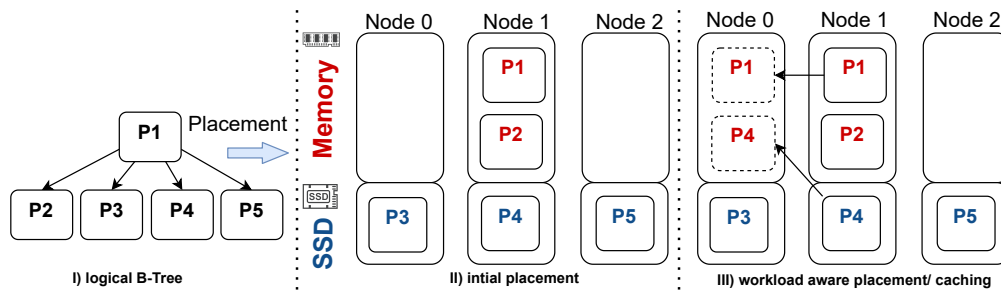 P1
P2 P3 P4 P5
I) logical B-Tree
Placement
Memory
SSD
SSD
Node 0 Node 1 Node 2
P1
P2
P3 P4 P5
II) intial placement
Node 0 Node 1 Node 2
P1 P1
P4 P2
P3 P4 P5
III) workload aware placement/ caching